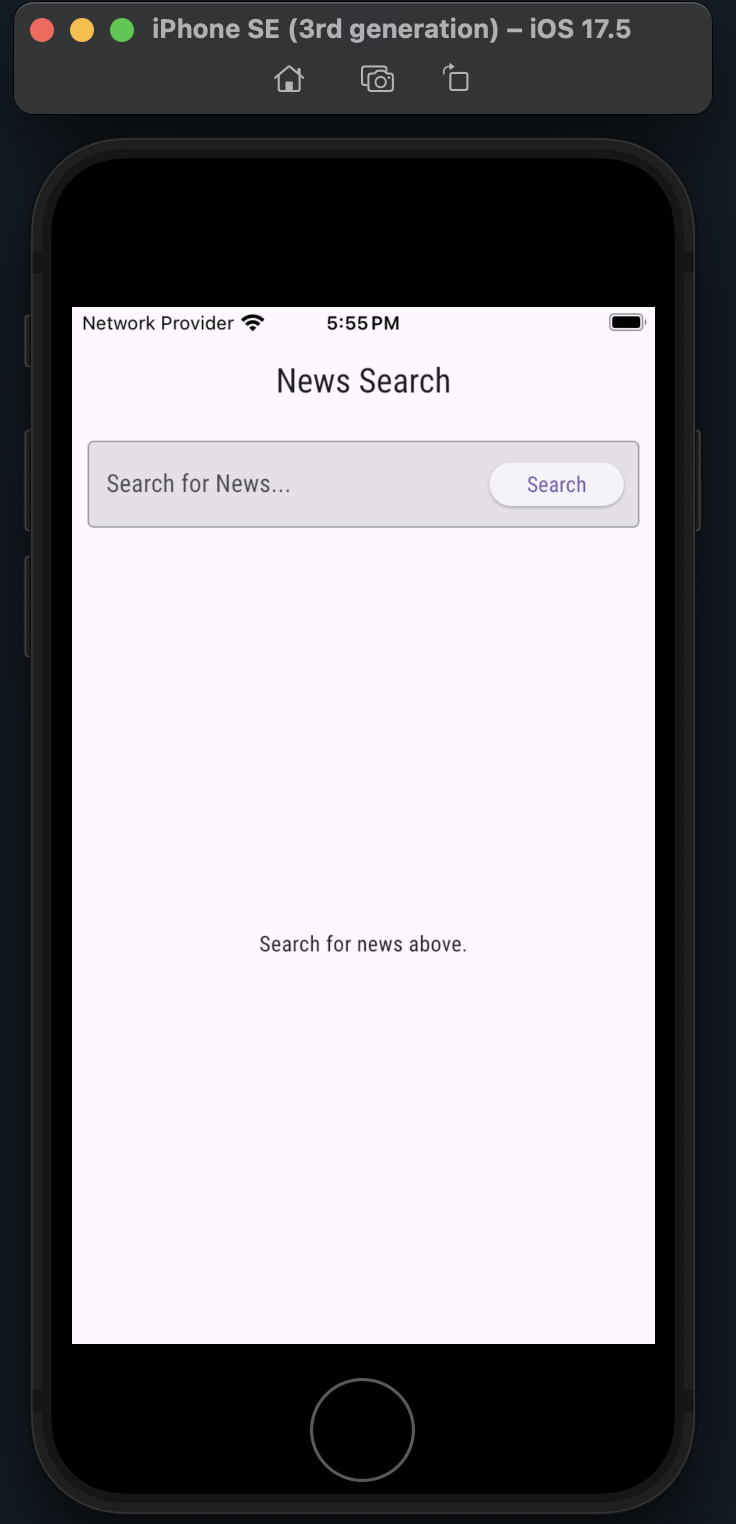 iPhone SE (3rd generation) – iOS 17.5
Network Provider 5:55 PM
News Search
Search for News... Search
Search for news above.